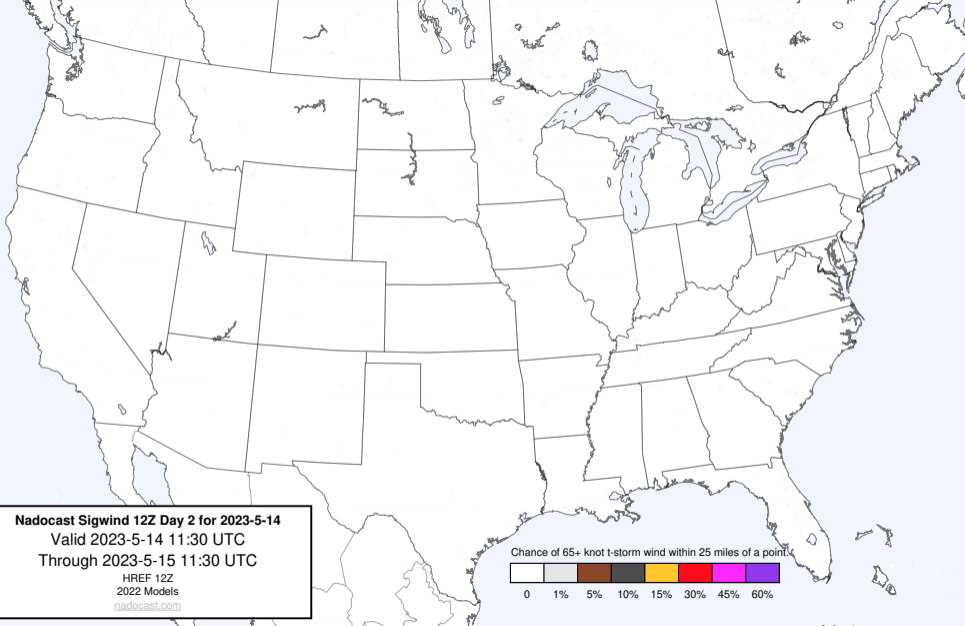 Nadocast Sigwind 12Z Day 2 for 2023-5-14
Valid 2023-5-14 11:30 UTC
Through 2023-5-15 11:30 UTC
HREF 12Z
2022 Models
nadocast.com
Chance of 65+ knot t-storm wind within 25 miles of a point.
0 1% 5% 10% 15% 30% 45% 60%